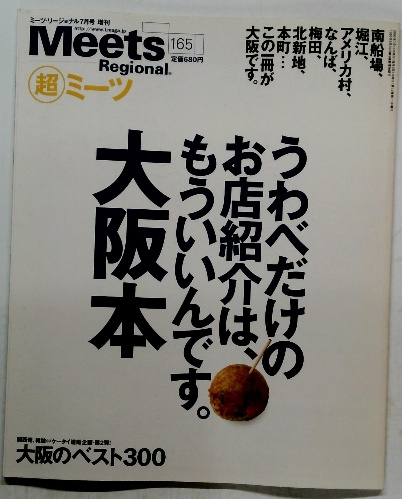 ミーツ・リージョナル7月号 増刊
http://www.lmaga.jp
Meets
Regional®
165
定価680円
超ミーツ
南船場、
堀江、
アメリカ村、
なんば、
梅田、
北新地、
本町…
この一冊が
大阪です。
うわべだけの
お店紹介は、
もういいんです。
大阪本
大阪のベスト300